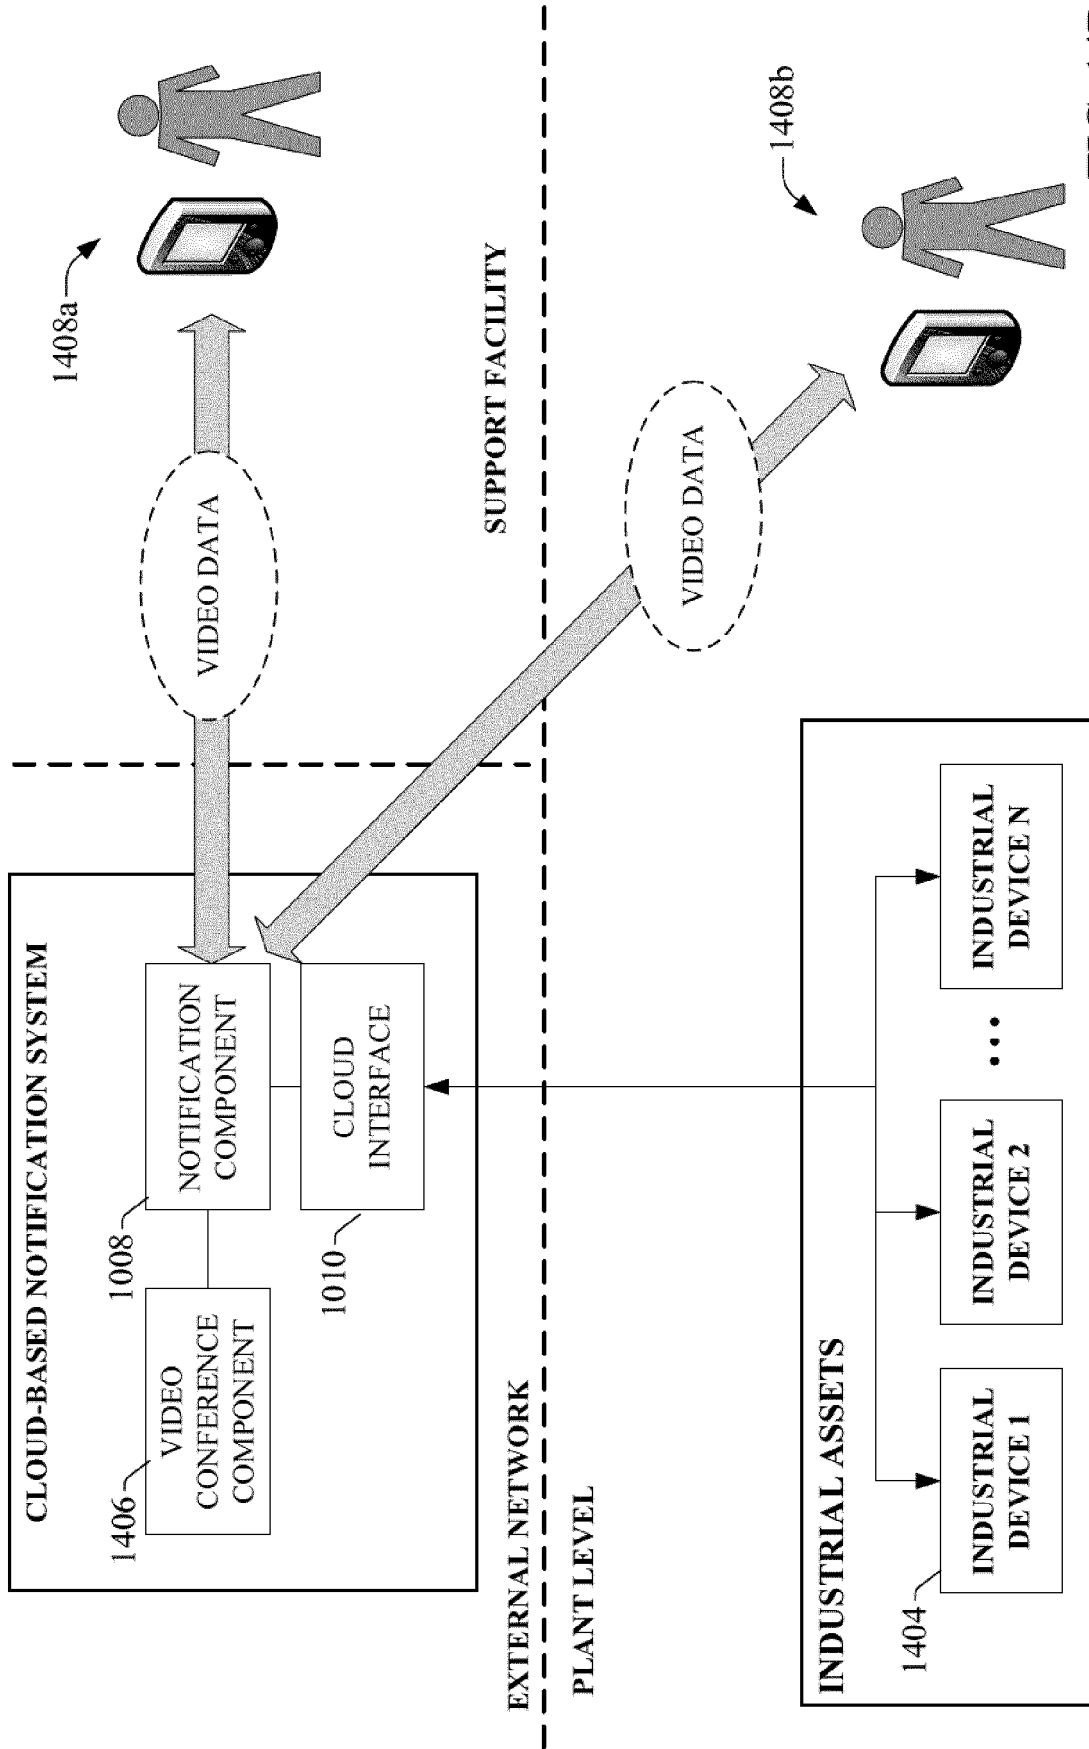 CLOUD-BASED NOTIFICATION SYSTEM
1406
VIDEO
CONFERENCE
COMPONENT
1008
NOTIFICATION
COMPONENT
1010
CLOUD
INTERFACE
VIDEO DATA
1408a
EXTERNAL NETWORK
SUPPORT FACILITY
PLANT LEVEL
VIDEO DATA
1408b
INDUSTRIAL ASSETS
1404
INDUSTRIAL
DEVICE 1
INDUSTRIAL
DEVICE 2
...
INDUSTRIAL
DEVICE N